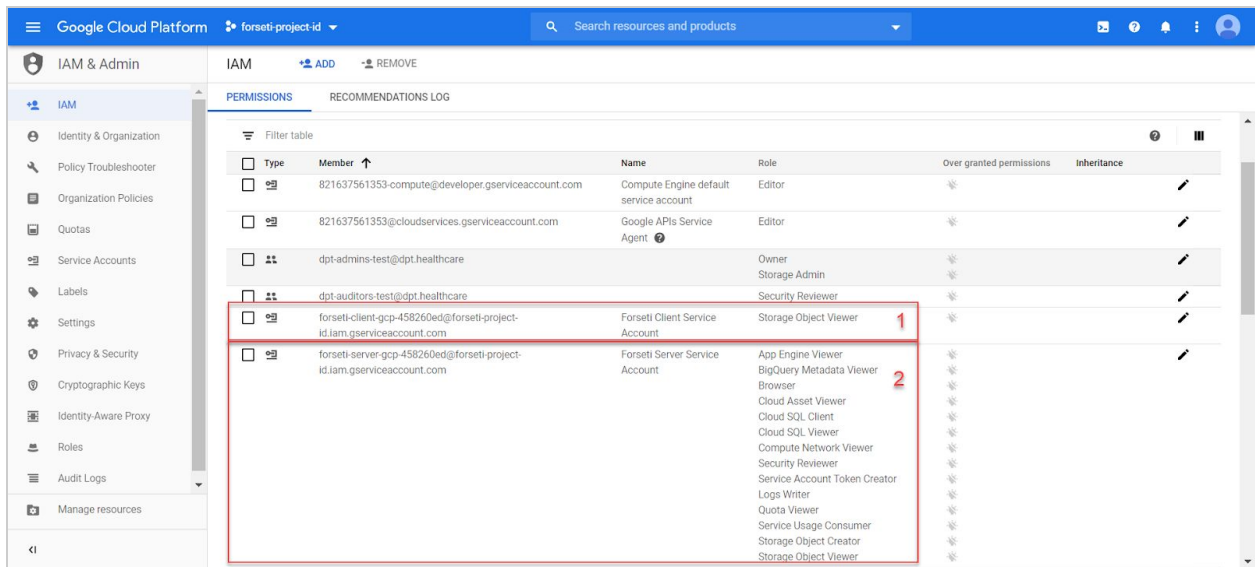 Google Cloud Platform forseti-project-id Search resources and products
IAM & Admin IAM ADD REMOVE
PERMISSIONS RECOMMENDATIONS LOG
IAM
Identity & Organization
Policy Troubleshooter
Organization Policies
Quotas
Service Accounts
Labels
Settings
Privacy & Security
Cryptographic Keys
Identity-Aware Proxy
Roles
Audit Logs
Manage resources
Filter table
Type Member Name Role Over granted permissions Inheritance
821637561353-compute@developer.gserviceaccount.com Compute Engine default Editor
service account
821637561353@cloudservices.gserviceaccount.com Google APIs Service Editor
Agent
dpt-admins-test@dpt.healthcare Owner
Storage Admin
dpt-auditors-test@dpt.healthcare Security Reviewer
forseti-client-gcp-458260ed@forseti-project- Forseti Client Service Storage Object Viewer 1
id.iam.gserviceaccount.com Account
forseti-server-gcp-458260ed@forseti-project- Forseti Server Service App Engine Viewer
id.iam.gserviceaccount.com Account BigQuery Metadata Viewer
2
Browser
Cloud Asset Viewer
Cloud SQL Client
Cloud SQL Viewer
Compute Network Viewer
Security Reviewer
Service Account Token Creator
Logs Writer
Quota Viewer
Service Usage Consumer
Storage Object Creator
Storage Object Viewer